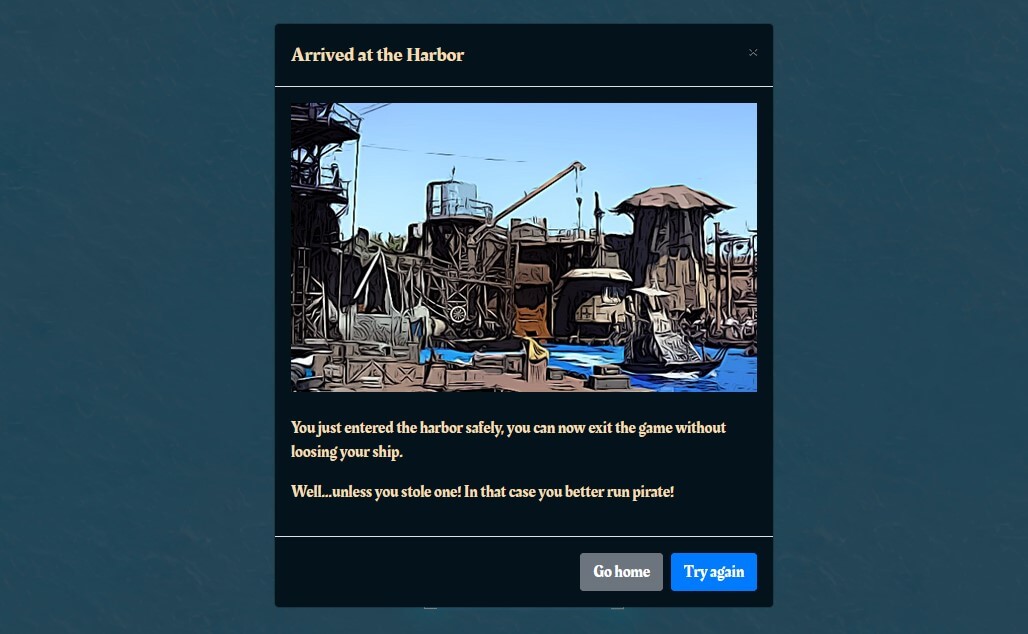 Arrived at the Harbor
×
You just entered the harbor safely, you can now exit the game without
loosing your ship.
Well...unless you stole one! In that case you better run pirate!
Go home
Try again